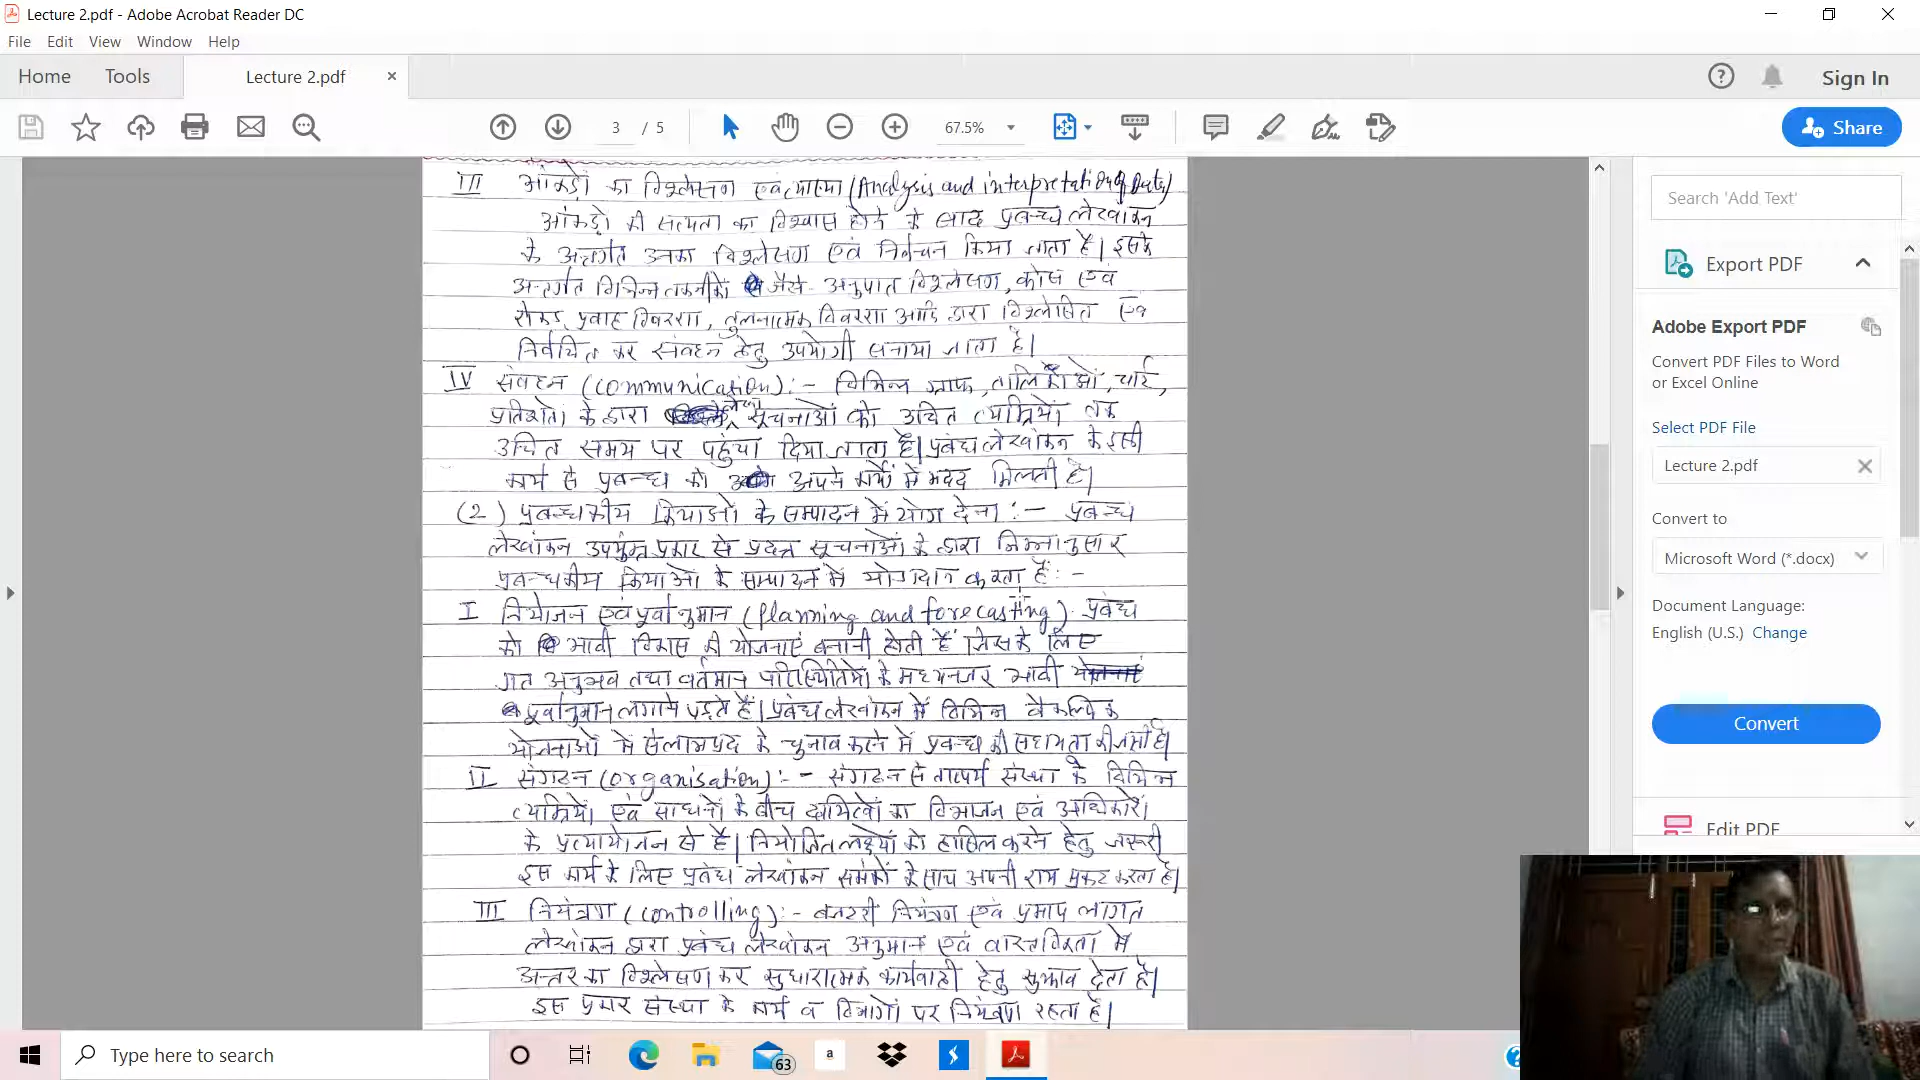 Lecture 2.pdf - Adobe Acrobat Reader DC
File Edit View Window Help
Home Tools Lecture 2.pdf × Sign In
3 / 5 67.5% Share
III आंकड़ों का विश्लेषण एवं व्याख्या (Analysis and interpretation of Data)
आंकड़ों की सत्यता का विश्वास होने के बाद प्रबन्ध लेखांकन
के अन्तर्गत उनका विश्लेषण एवं निर्वचन किया जाता है। इसके
अन्तर्गत विभिन्न तकनीकों जैसे- अनुपात विश्लेषण, कोस एवं
रोकड़ प्रवाह विवरण, तुलनात्मक विवरण आदि द्वारा विश्लेषित एवं
निर्वचित कर संवहन हेतु उपयोगी बनाया जाता है।
IV संवहन (Communication):- विभिन्न ग्राफ, तालिकाओं, चार्ट,
प्रतिशतों के द्वारा सूचनाओं को उचित व्यक्तियों तक
उचित समय पर पहुंचा दिया जाता है। प्रबंध लेखांकन के इसी
कार्य से प्रबन्ध को अपने कार्यों में मदद मिलती है।
(2) प्रबन्धकीय क्रियाओं के सम्पादन में योग देना :- प्रबन्ध
लेखांकन उपर्युक्त प्रकार से प्रदत्त सूचनाओं के द्वारा निम्नानुसार
प्रबन्धकीय क्रियाओं के सम्पादन में योगदान करता है:-
I नियोजन एवं पूर्वानुमान (Planning and forecasting) प्रबंध
को भावी विकास की योजनाएं बनानी होती हैं जिसके लिए
गत अनुभव तथा वर्तमान परिस्थितियों के मध्यनजर भावी
पूर्वानुमान लगाने पड़ते हैं। प्रबंध लेखांकन में विभिन्न वैकल्पिक
योजनाओं में से लाभप्रद के चुनाव करने में प्रबन्ध की सहायता की जाती है।
II संगठन (organisation):- संगठन से तात्पर्य संस्था के विभिन्न
व्यक्तियों एवं साधनों के बीच दायित्वों का विभाजन एवं अधिकारों
के प्रत्यायोजन से है। नियोजित लक्ष्यों को हासिल करने हेतु जरूरी
इस कार्य के लिए प्रबंध लेखांकन समंकों के साथ अपनी राय प्रकट करता है।
III नियंत्रण (Controlling):- बजटरी नियंत्रण एवं प्रमाप लागत
लेखांकन द्वारा प्रबंध लेखांकन अनुमान एवं वास्तविकता में
अन्तर का विश्लेषण कर सुधारात्मक कार्यवाही हेतु सुझाव देता है।
इस प्रकार संस्था के कार्य व विभागों पर नियंत्रण रहता है।
Search 'Add Text'
Export PDF
Adobe Export PDF
Convert PDF Files to Word
or Excel Online
Select PDF File
Lecture 2.pdf
Convert to
Microsoft Word (*.docx)
Document Language:
English (U.S.) Change
Convert
Edit PDF
Type here to search
63
a